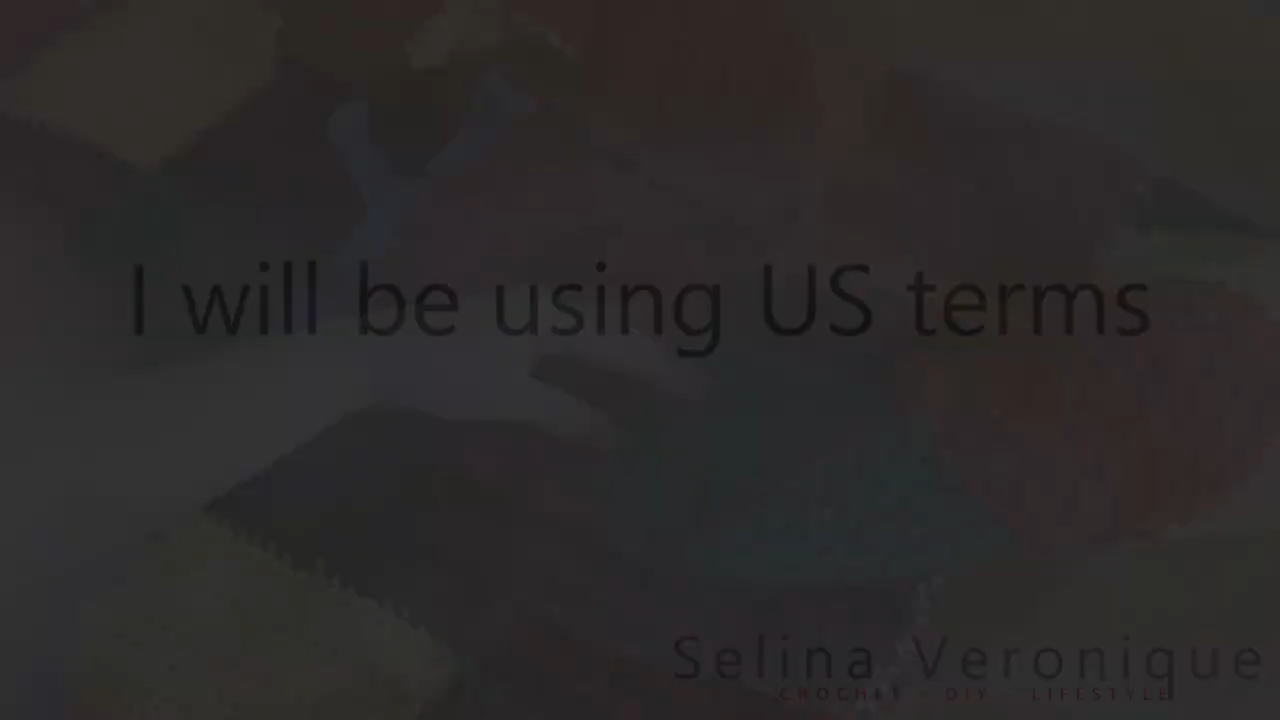 I will be using US terms
Selina Veronique
CROCHET - DIY - LIFESTYLE